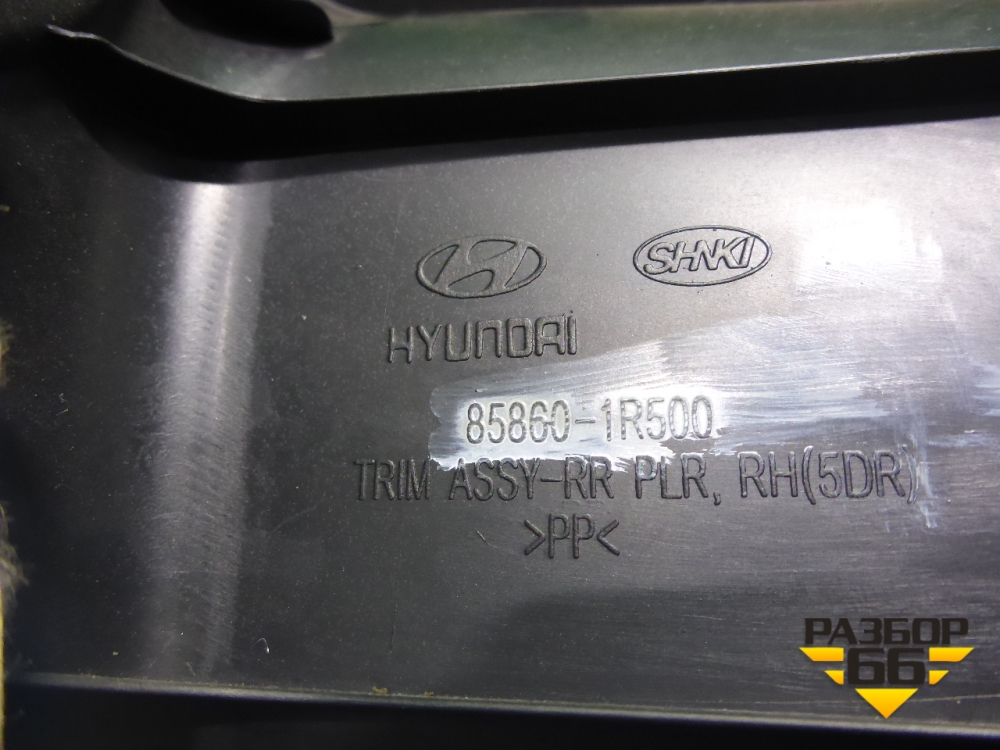 SHNKI
HYUNDAI
85860-1R500
TRIM ASSY-RR PLR, RH(5DR)
>PP<
РАЗБОР
66